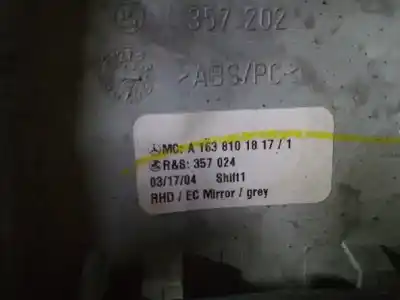 357 202
>ABS/PC<
MC: A 163 810 18 17 / 1
R&S: 357 024
03/17/04 Shift1
RHD / EC Mirror / grey